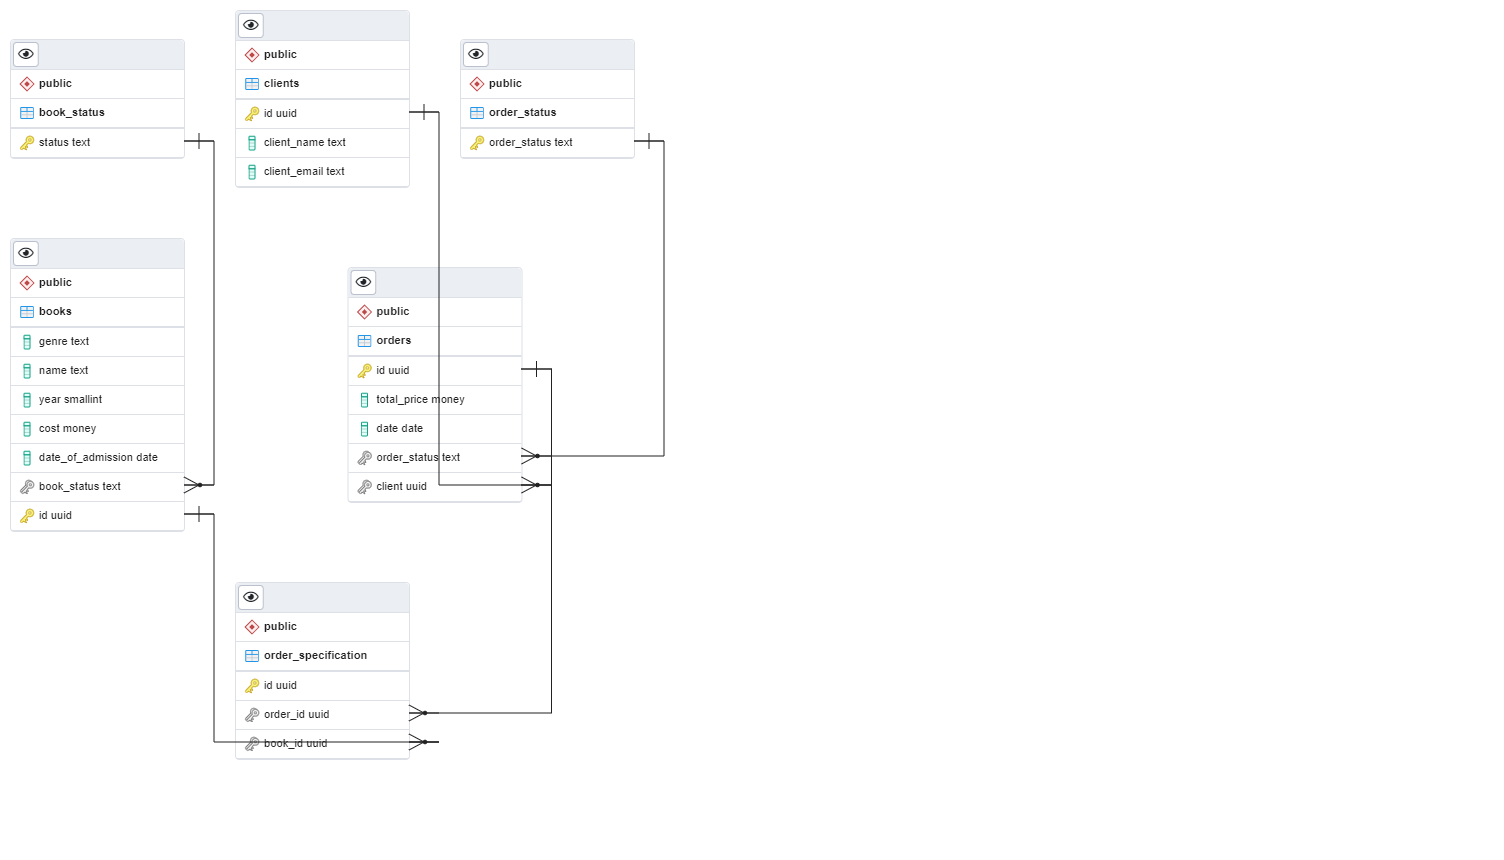 public
book_status
status text
public
clients
id uuid
client_name text
client_email text
public
order_status
order_status text
public
books
genre text
name text
year smallint
cost money
date_of_admission date
book_status text
id uuid
public
orders
id uuid
total_price money
date date
order_status text
client uuid
public
order_specification
id uuid
order_id uuid
book_id uuid